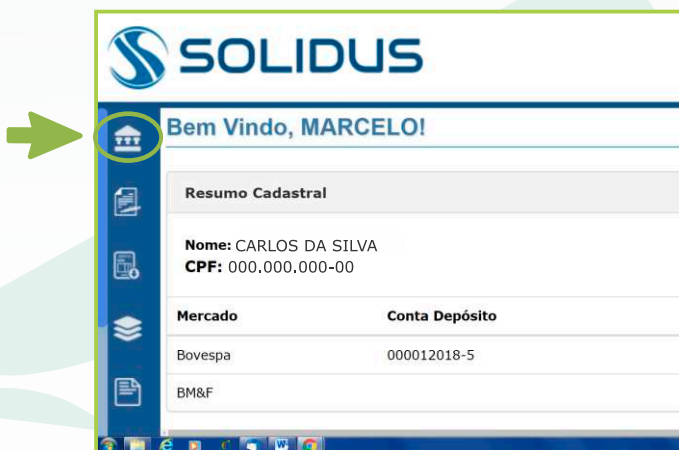 SOLIDUS
Bem Vindo, MARCELO!
Resumo Cadastral
Nome: CARLOS DA SILVA
CPF: 000.000.000-00
Mercado Conta Depósito
Bovespa 000012018-5
BM&F